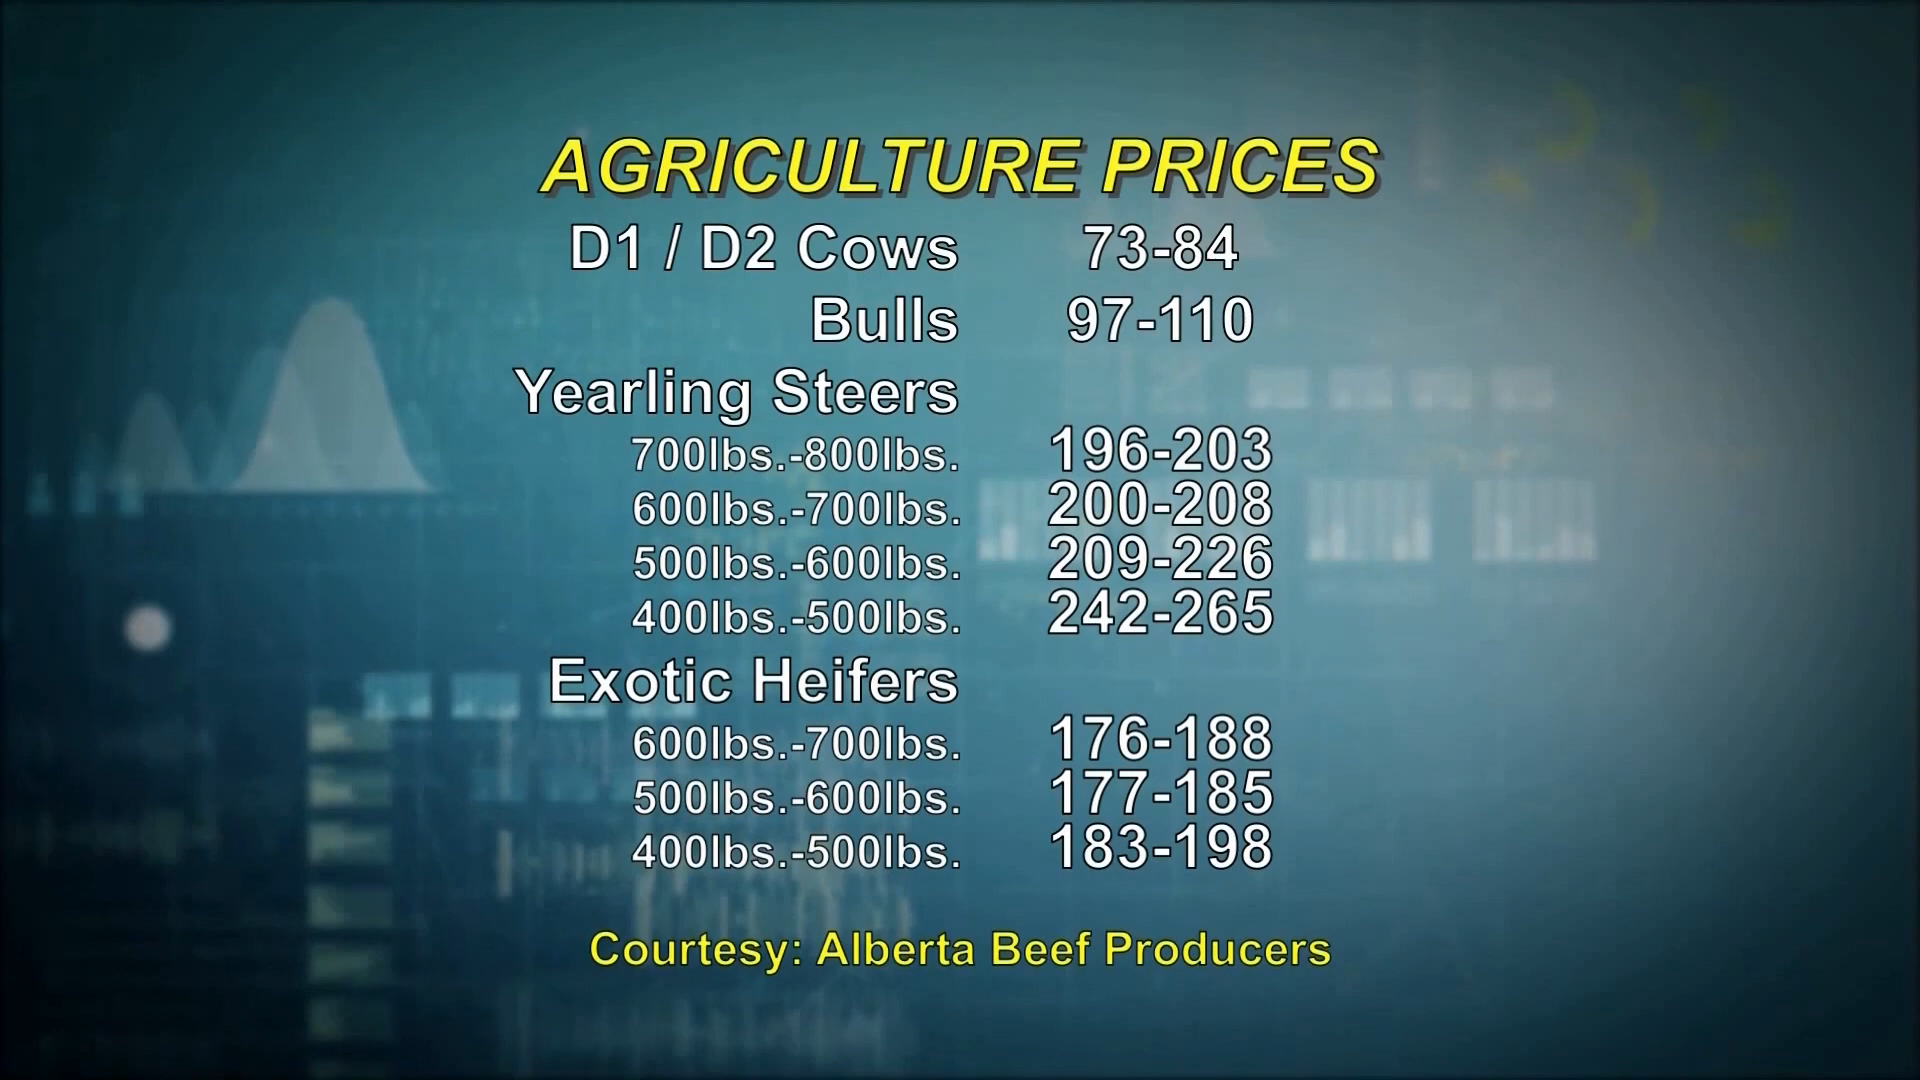 AGRICULTURE PRICES
D1 / D2 Cows 73-84
Bulls 97-110
Yearling Steers
700lbs.-800lbs. 196-203
600lbs.-700lbs. 200-208
500lbs.-600lbs. 209-226
400lbs.-500lbs. 242-265
Exotic Heifers
600lbs.-700lbs. 176-188
500lbs.-600lbs. 177-185
400lbs.-500lbs. 183-198
Courtesy: Alberta Beef Producers